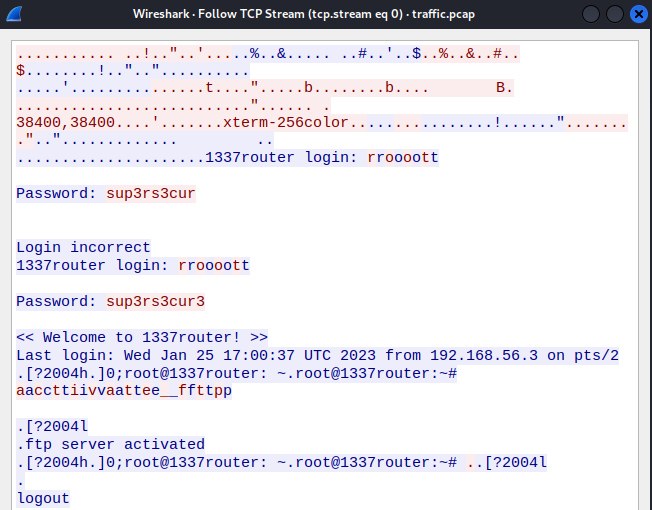 Wireshark · Follow TCP Stream (tcp.stream eq 0) · traffic.pcap
........... ..!.."..'.....%..&..... ..#..'..$..%..&..#..
$........!.."..".........
.....'...............t....".....b........b.... B.
.........................."...... .
38400,38400....'.......xterm-256color..............!......".......
.".."............. ..
.....................1337router login: rroooott
Password: sup3rs3cur
Login incorrect
1337router login: rroooott
Password: sup3rs3cur3
<< Welcome to 1337router! >>
Last login: Wed Jan 25 17:00:37 UTC 2023 from 192.168.56.3 on pts/2
.[?2004h.]0;root@1337router: ~.root@1337router:~#
aaccttiivvaattee__ffttpp
.[?2004l
.ftp server activated
.[?2004h.]0;root@1337router: ~.root@1337router:~# ..[?2004l
.
logout